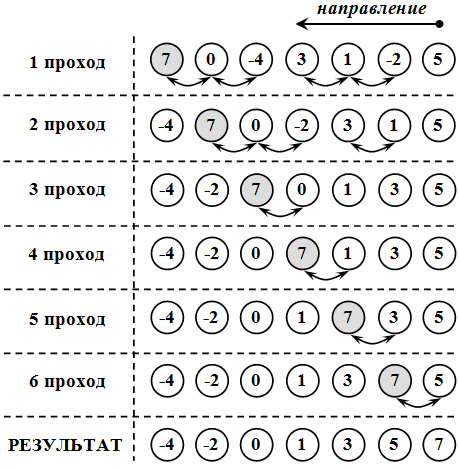 направление
1 проход 7 0 -4 3 1 -2 5
2 проход -4 7 0 -2 3 1 5
3 проход -4 -2 7 0 1 3 5
4 проход -4 -2 0 7 1 3 5
5 проход -4 -2 0 1 7 3 5
6 проход -4 -2 0 1 3 7 5
РЕЗУЛЬТАТ -4 -2 0 1 3 5 7